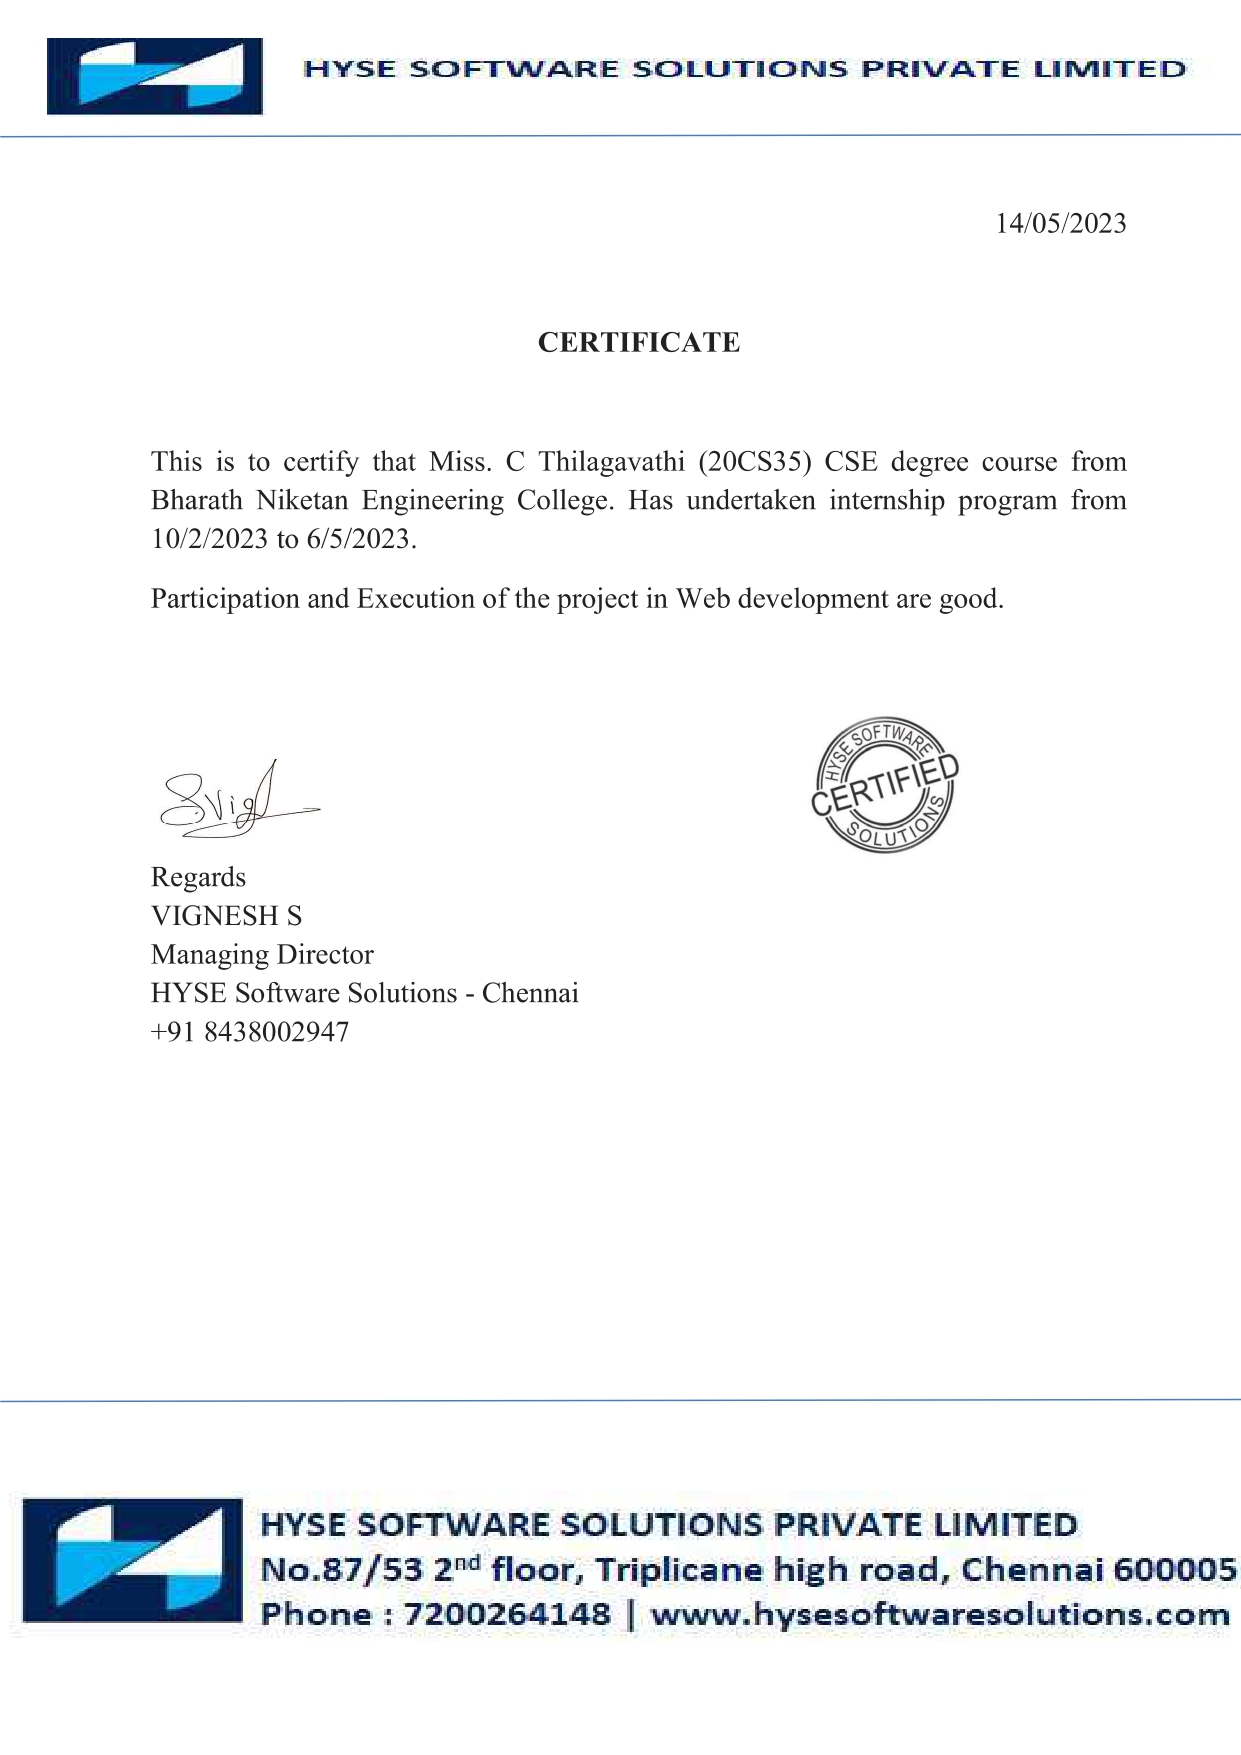 HYSE SOFTWARE SOLUTIONS PRIVATE LIMITED
14/05/2023
CERTIFICATE
This is to certify that Miss. C Thilagavathi (20CS35) CSE degree course from
Bharath Niketan Engineering College. Has undertaken internship program from
10/2/2023 to 6/5/2023.
Participation and Execution of the project in Web development are good.
S.Vig
HYSE SOFTWARE
CERTIFIED
SOLUTIONS
Regards
VIGNESH S
Managing Director
HYSE Software Solutions - Chennai
+91 8438002947
HYSE SOFTWARE SOLUTIONS PRIVATE LIMITED
No.87/53 2nd floor, Triplicane high road, Chennai 600005
Phone : 7200264148 | www.hysesoftwaresolutions.com